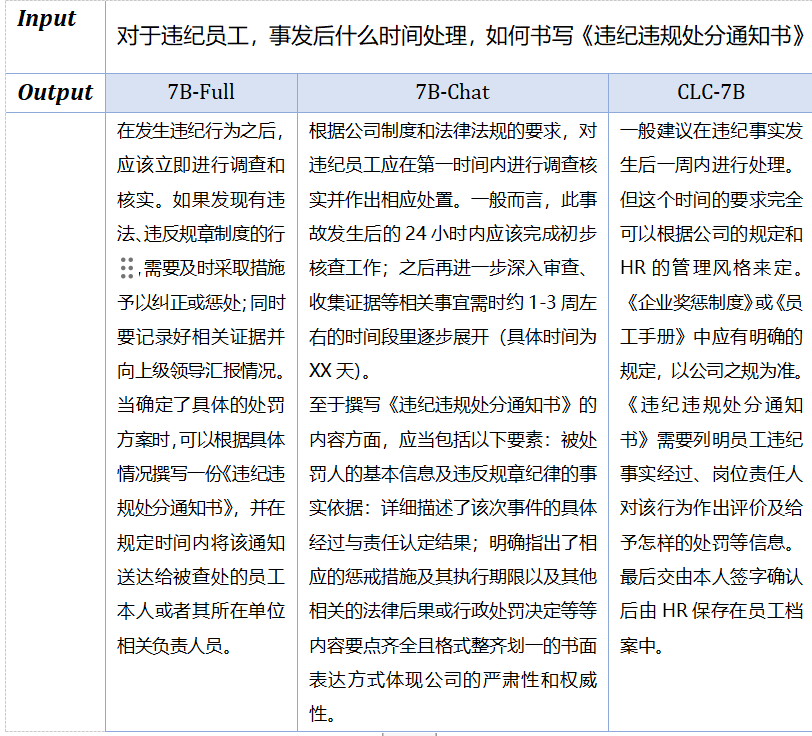 Input
对于违纪员工，事发后什么时间处理，如何书写《违纪违规处分通知书》
Output
7B-Full
7B-Chat
CLC-7B
在发生违纪行为之后，
应该立即进行调查和
核实。如果发现有违
法、违反规章制度的行
,需要及时采取措施
予以纠正或惩处；同时
要记录好相关证据并
向上级领导汇报情况。
当确定了具体的处罚
方案时，可以根据具体
情况撰写一份《违纪违
规处分通知书》，并在
规定时间内将该通知
送达给被查处的员工
本人或者其所在单位
相关负责人员。
根据公司制度和法律法规的要求，对
违纪员工应在第一时间内进行调查核
实并作出相应处置。一般而言，此事
故发生后的 24 小时内应该完成初步
核查工作；之后再进一步深入审查、
收集证据等相关事宜需时约 1-3 周左
右的时间段里逐步展开（具体时间为
XX 天)。
至于撰写《违纪违规处分通知书》的
内容方面，应当包括以下要素：被处
罚人的基本信息及违反规章纪律的事
实依据：详细描述了该次事件的具体
经过与责任认定结果；明确指出了相
应的惩戒措施及其执行期限以及其他
相关的法律后果或行政处罚决定等等
内容要点齐全且格式整齐划一的书面
表达方式体现公司的严肃性和权威
性。
一般建议在违纪事实发
生后一周内进行处理。
但这个时间的要求完全
可以根据公司的规定和
HR 的管理风格来定。
《企业奖惩制度》或《员
工手册》中应有明确的
规定，以公司之规为准。
《违纪违规处分通知
书》需要列明员工违纪
事实经过、岗位责任人
对该行为作出评价及给
予怎样的处罚等信息。
最后交由本人签字确认
后由 HR 保存在员工档
案中。